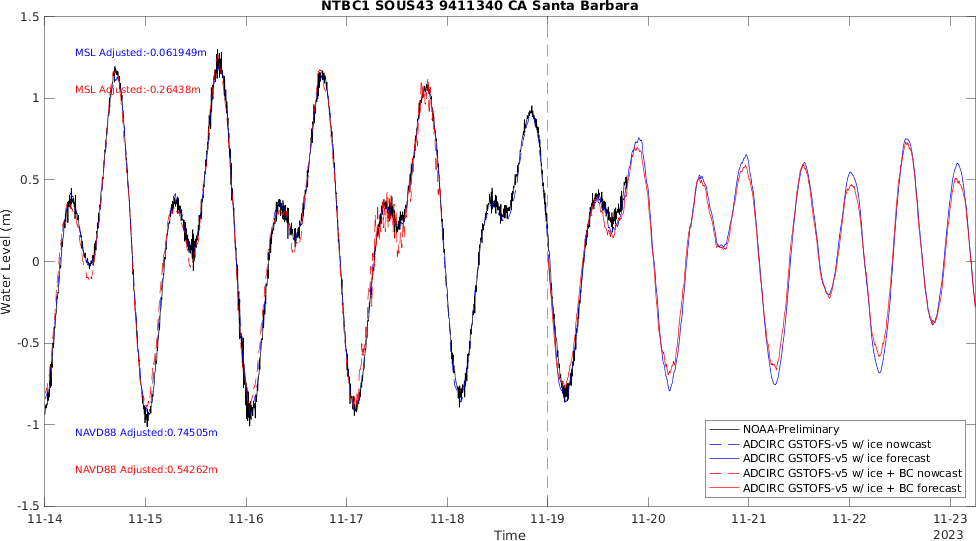 NTBC1 SOUS43 9411340 CA Santa Barbara
1.5
MSL Adjusted:-0.061949m
1
MSL Adjusted:-0.26438m
0.5
0
Water Level (m)
-0.5
-1
NAVD88 Adjusted:0.74505m
NAVD88 Adjusted:0.54262m
NOAA-Preliminary
ADCIRC GSTOFS-v5 w/ ice nowcast
ADCIRC GSTOFS-v5 w/ ice forecast
ADCIRC GSTOFS-v5 w/ ice + BC nowcast
ADCIRC GSTOFS-v5 w/ ice + BC forecast
-1.5
11-14 11-15 11-16 11-17 11-18 11-19 11-20 11-21 11-22 11-23
Time
2023